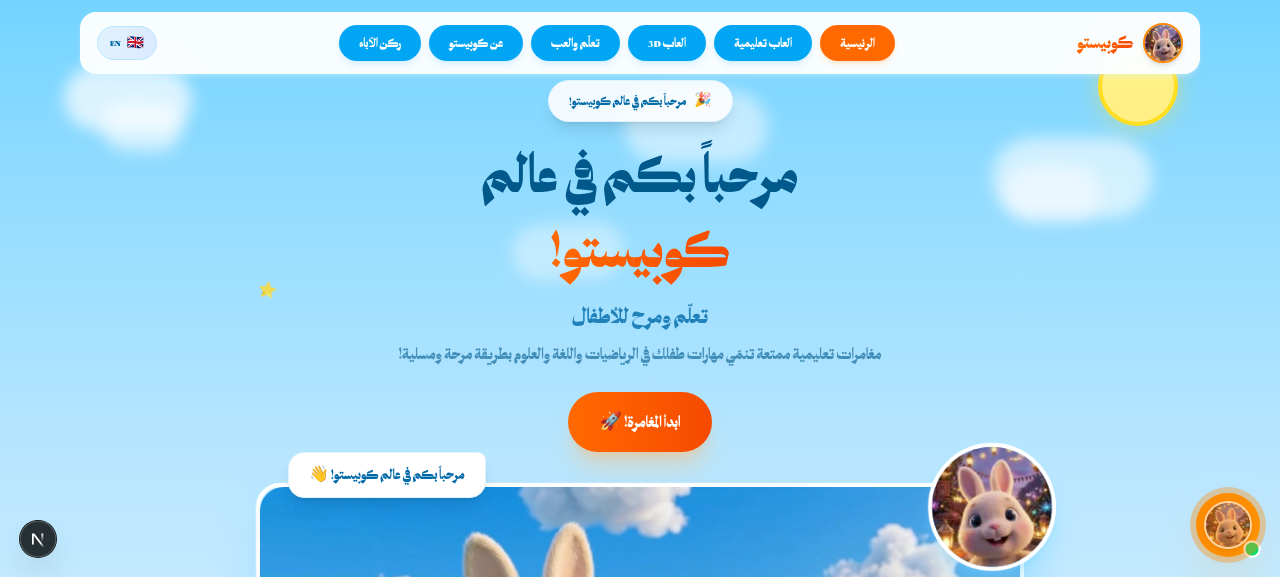 كوبيستو
الرئيسية
ألعاب تعليمية
ألعاب 3D
تعلّم والعب
عن كوبيستو
ركن الآباء
EN
مرحباً بكم في عالم كوبيستو!
مرحباً بكم في عالم
كوبيستو!
تعلّم ومرح للأطفال
مغامرات تعليمية ممتعة تنمّي مهارات طفلك في الرياضيات واللغة والعلوم بطريقة مرحة ومسلية!
ابدأ المغامرة!
مرحباً بكم في عالم كوبيستو!
N